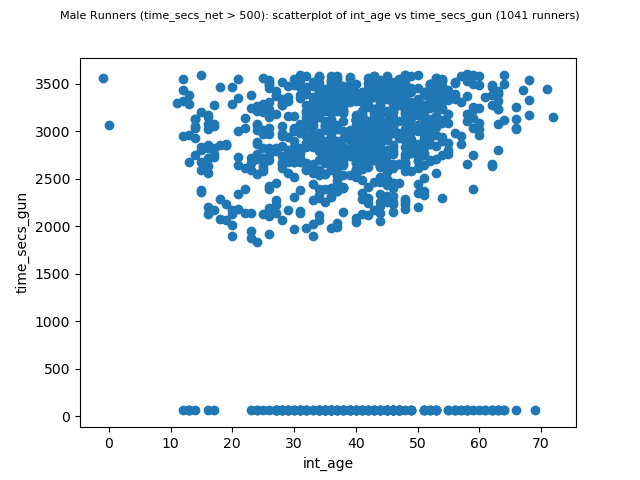 Male Runners (time_secs_net > 500): scatterplot of int_age vs time_secs_gun (1041 runners)
3500
3000
2500
2000
1500
1000
500
0
time_secs_gun
0 10 20 30 40 50 60 70
int_age